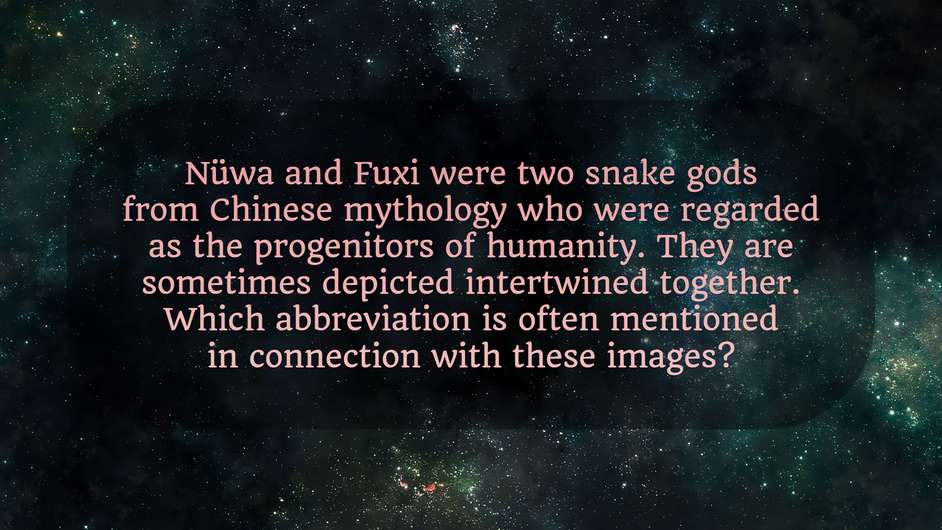 Nüwa and Fuxi were two snake gods
from Chinese mythology who were regarded
as the progenitors of humanity. They are
sometimes depicted intertwined together.
Which abbreviation is often mentioned
in connection with these images?